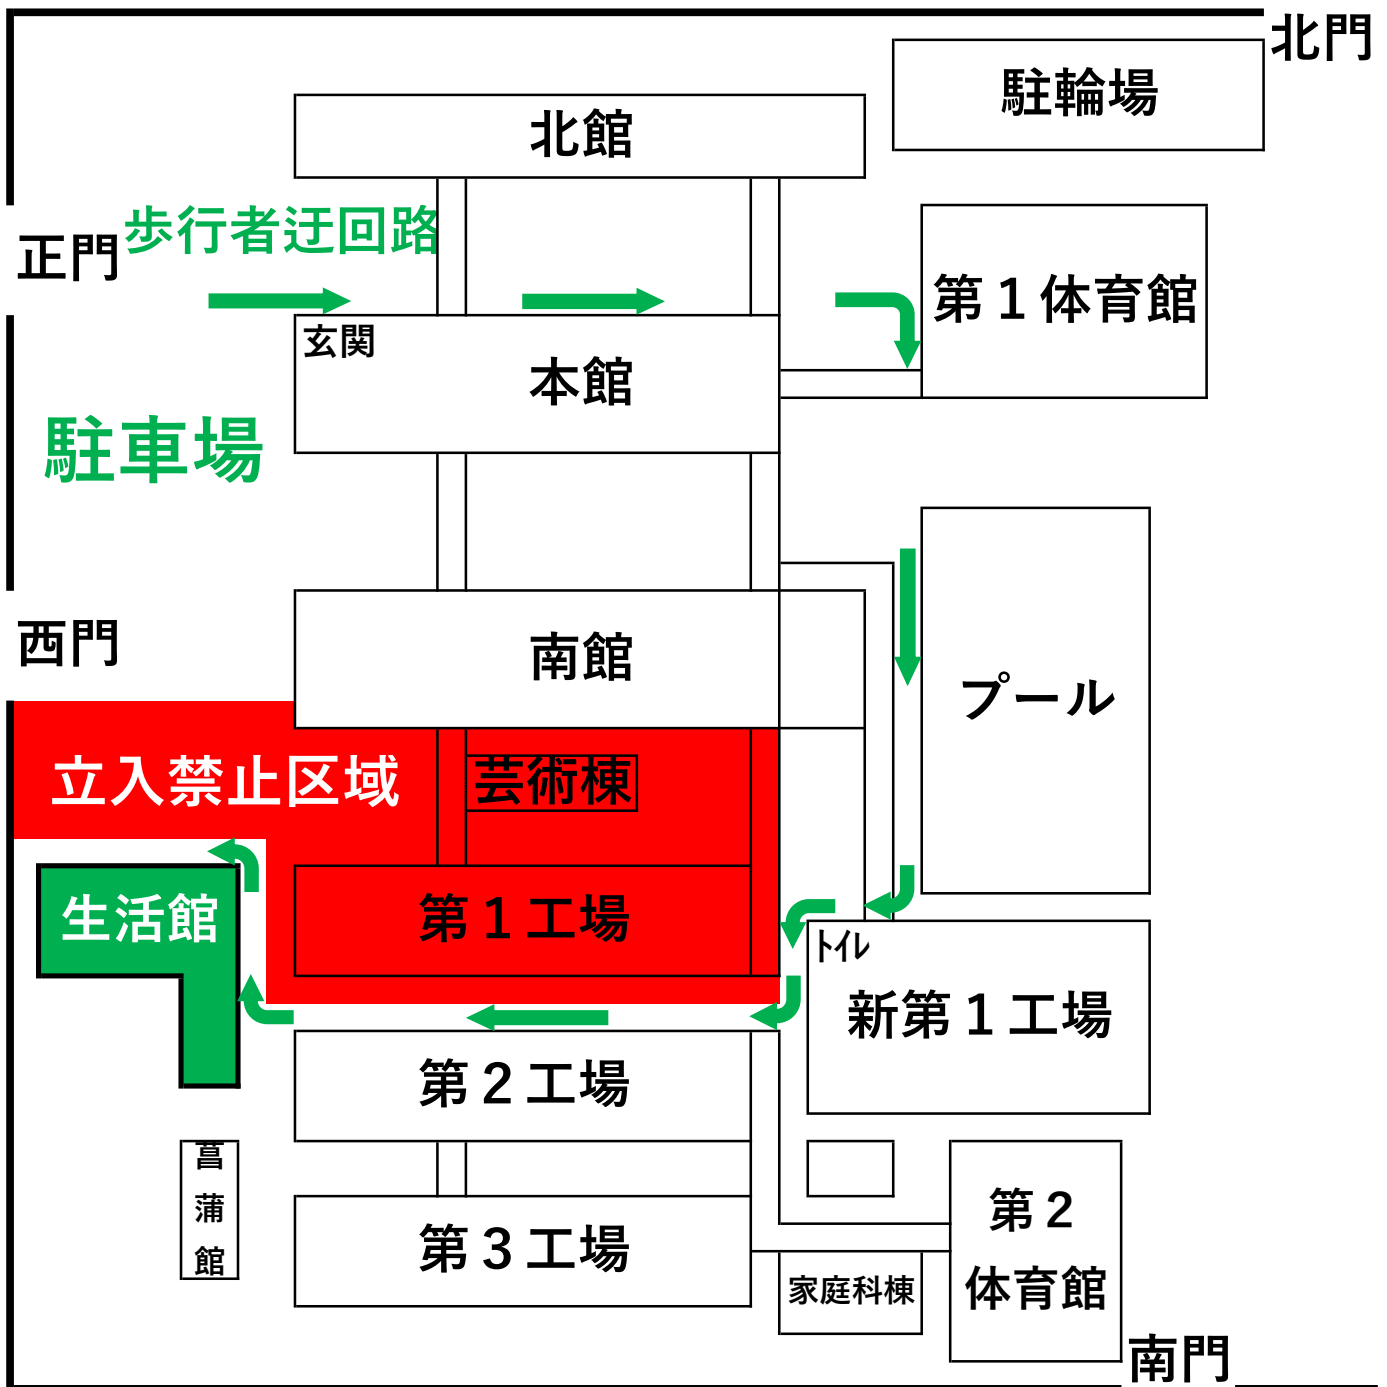 北門
駐輪場
北館
正門
歩行者迂回路
第１体育館
玄関
本館
駐車場
西門
南館
プール
立入禁止区域
芸術棟
生活館
第１工場
トイレ
新第１工場
第２工場
菖
蒲
館
第２
体育館
第３工場
家庭科棟
南門